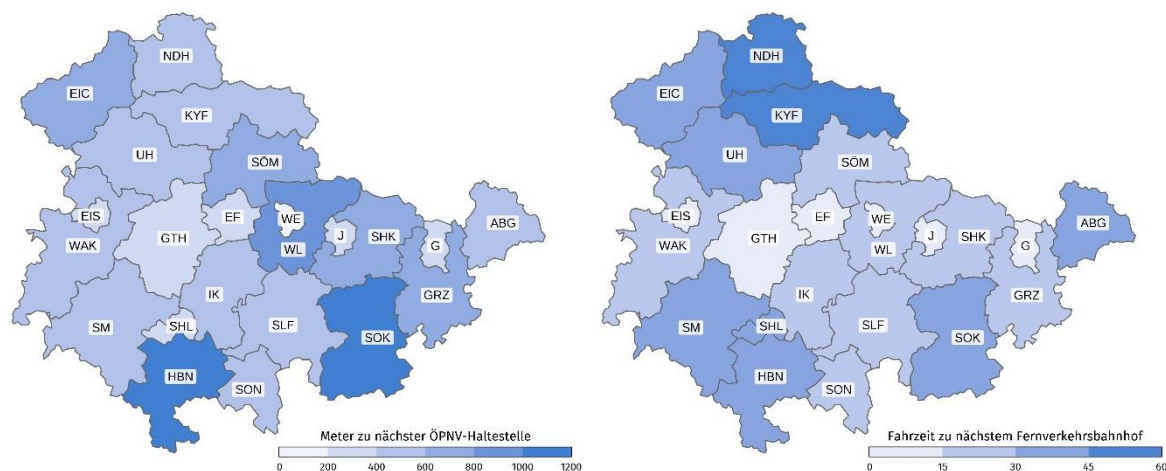 NDH
EIC
KYF
UH
SÖM
EIS
EF
WE
ABG
WAK
GTH
J
SHK
G
WL
IK
GRZ
SM
SHL
SLF
SOK
HBN
SON
Meter zu nächster ÖPNV-Haltestelle
0 200 400 600 800 1000 1200
NDH
EIC
KYF
UH
SÖM
EIS
EF
WE
ABG
WAK
GTH
J
SHK
G
WL
IK
GRZ
SM
SHL
SLF
SOK
HBN
SON
Fahrzeit zu nächstem Fernverkehrsbahnhof
0 15 30 45 60